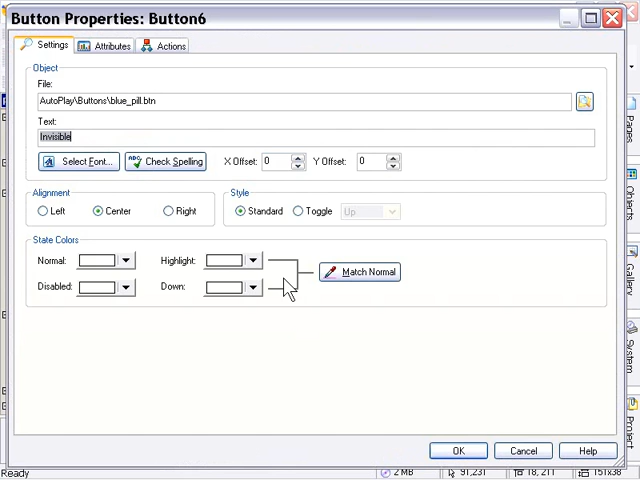 Button Properties: Button6
Settings
Attributes
Actions
Object
File:
AutoPlay\Buttons\blue_pill.btn
Text:
Invisible
Select Font...
ABC
Check Spelling
X Offset: 0
Y Offset: 0
Alignment
Left
Center
Right
Style
Standard
Toggle
Up
State Colors
Normal:
Highlight:
Match Normal
Disabled:
Down:
OK
Cancel
Help
Pages
Objects
Gallery
System
Project
Ready
2 MB
91,231
18, 211
151x38